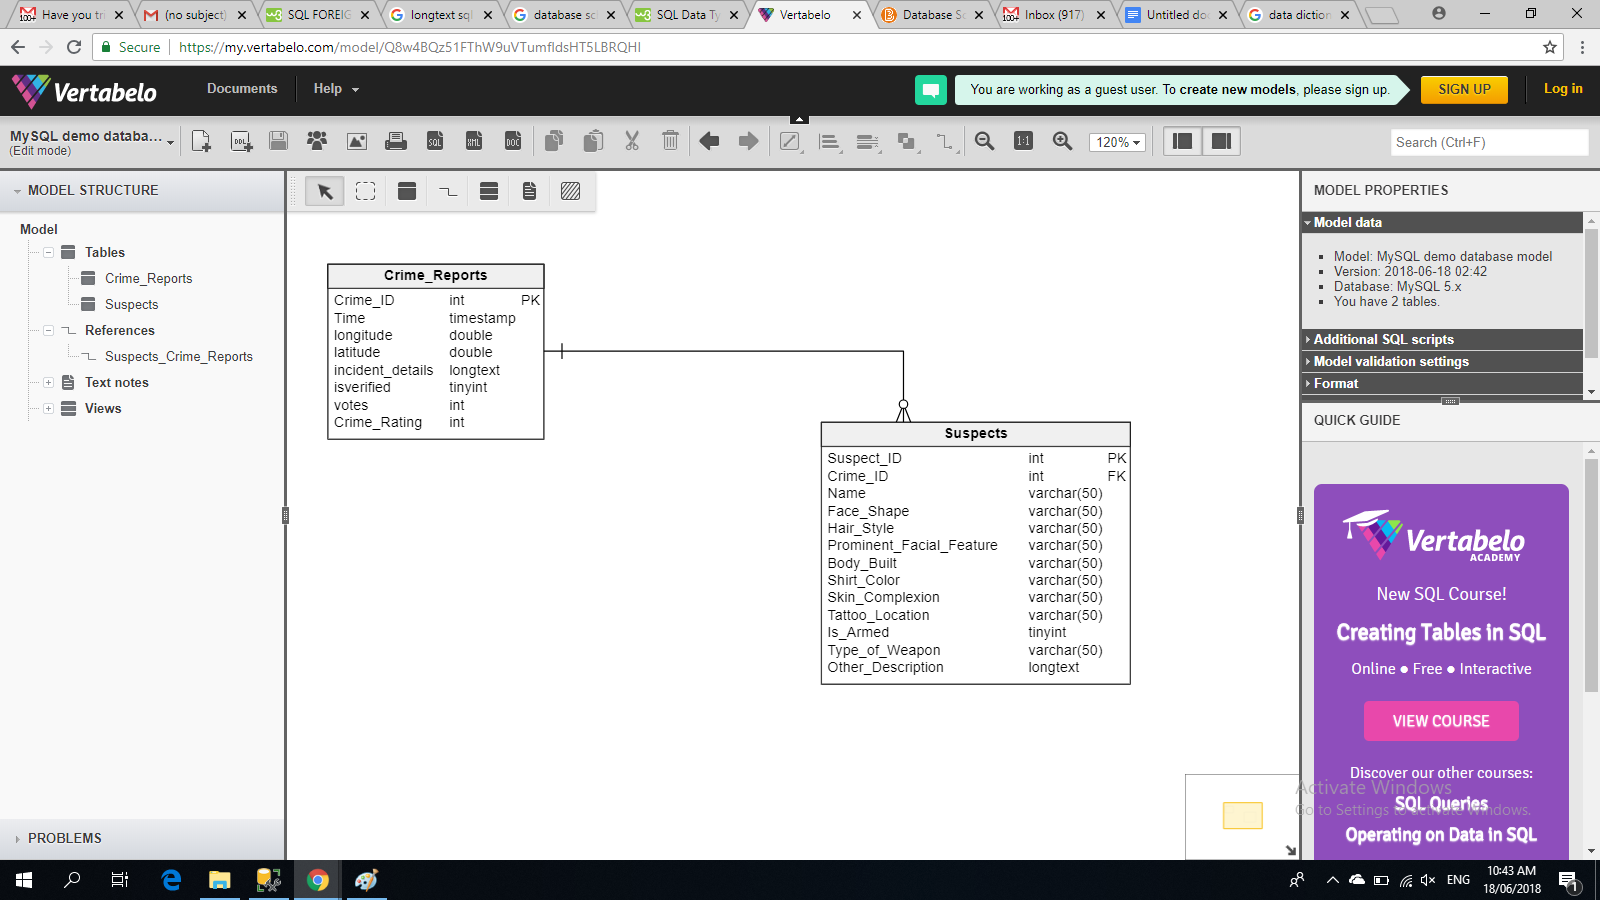 Have you tri
(no subject)
SQL FOREIG
longtext sql
database sc
SQL Data Ty
Vertabelo
Database Sc
Inbox (917)
Untitled do
data diction
Secure
https://my.vertabelo.com/model/Q8w4BQz51FThW9uVTumfldsHT5LBRQHI
Vertabelo
Documents
Help
You are working as a guest user. To create new models, please sign up.
SIGN UP
Log in
MySQL demo databa...
(Edit mode)
DDL
SQL
XML
DOC
1:1
120%
Search (Ctrl+F)
MODEL STRUCTURE
Model
Tables
Crime_Reports
Suspects
References
Suspects_Crime_Reports
Text notes
Views
PROBLEMS
Crime_Reports
Crime_ID int PK
Time timestamp
longitude double
latitude double
incident_details longtext
isverified tinyint
votes int
Crime_Rating int
Suspects
Suspect_ID int PK
Crime_ID int FK
Name varchar(50)
Face_Shape varchar(50)
Hair_Style varchar(50)
Prominent_Facial_Feature varchar(50)
Body_Built varchar(50)
Shirt_Color varchar(50)
Skin_Complexion varchar(50)
Tattoo_Location varchar(50)
Is_Armed tinyint
Type_of_Weapon varchar(50)
Other_Description longtext
MODEL PROPERTIES
Model data
Model: MySQL demo database model
Version: 2018-06-18 02:42
Database: MySQL 5.x
You have 2 tables.
Additional SQL scripts
Model validation settings
Format
QUICK GUIDE
Vertabelo
ACADEMY
New SQL Course!
Creating Tables in SQL
Online ● Free ● Interactive
VIEW COURSE
Discover our other courses:
SQL Queries
Operating on Data in SQL
Activate Windows
Go to Settings to activate Windows.
ENG
10:43 AM
18/06/2018
1